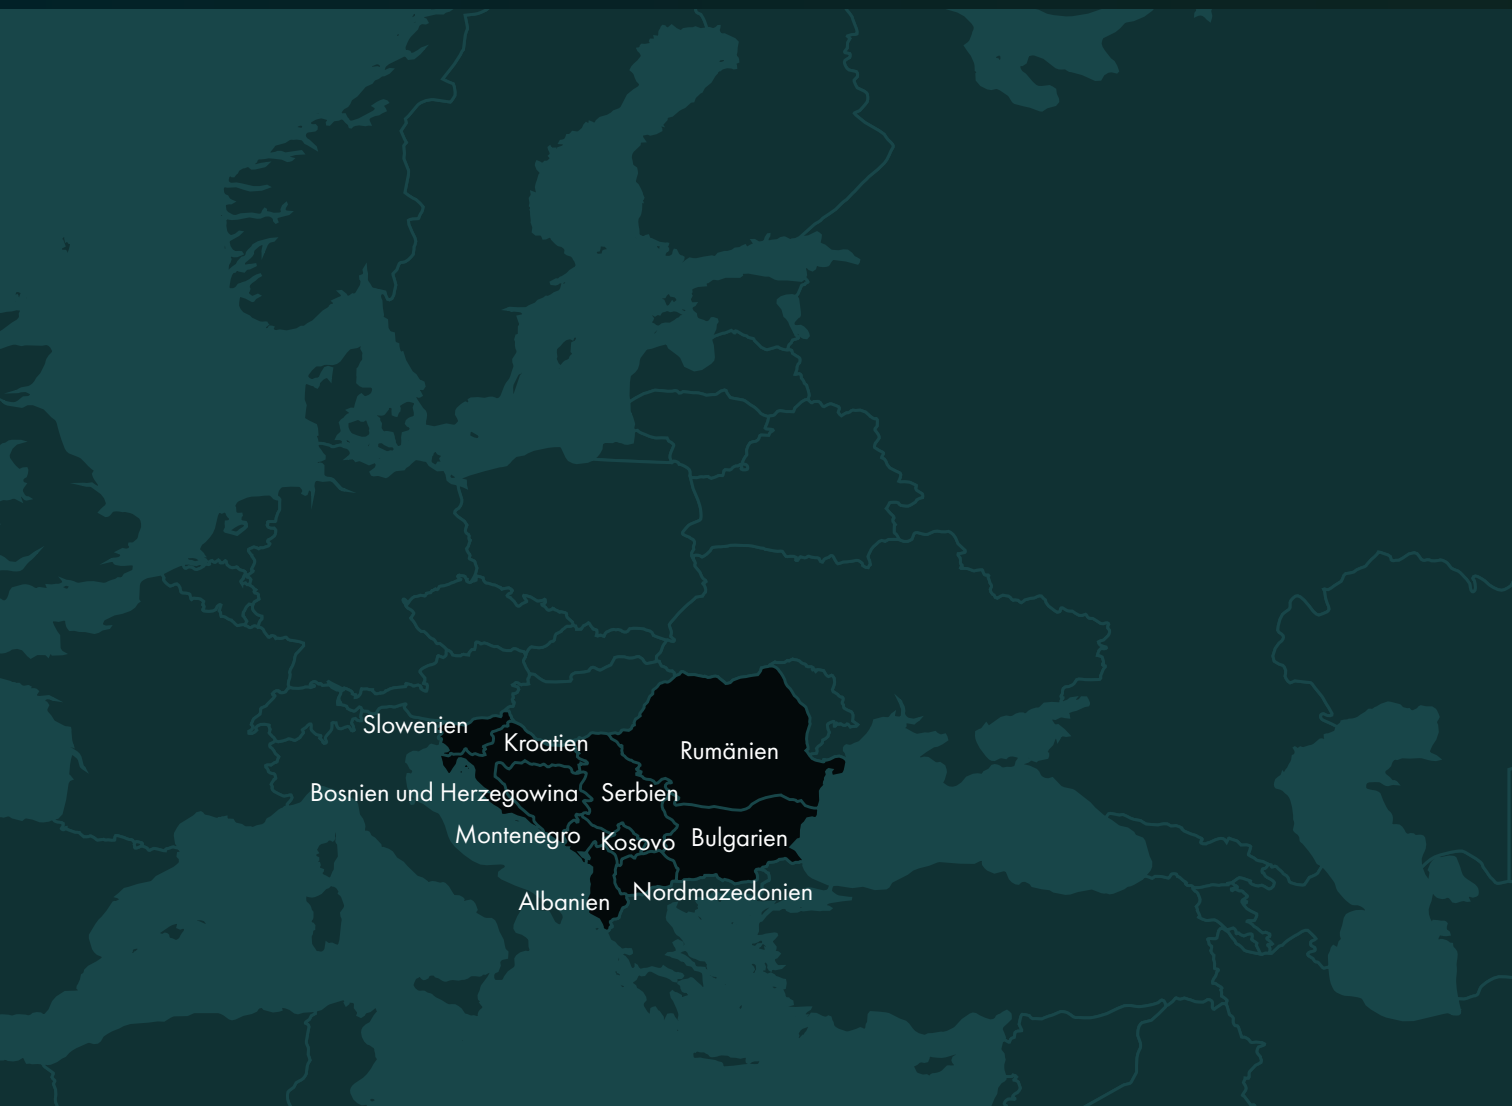 Slowenien
Kroatien
Rumänien
Bosnien und Herzegowina
Serbien
Montenegro
Kosovo
Bulgarien
Nordmazedonien
Albanien